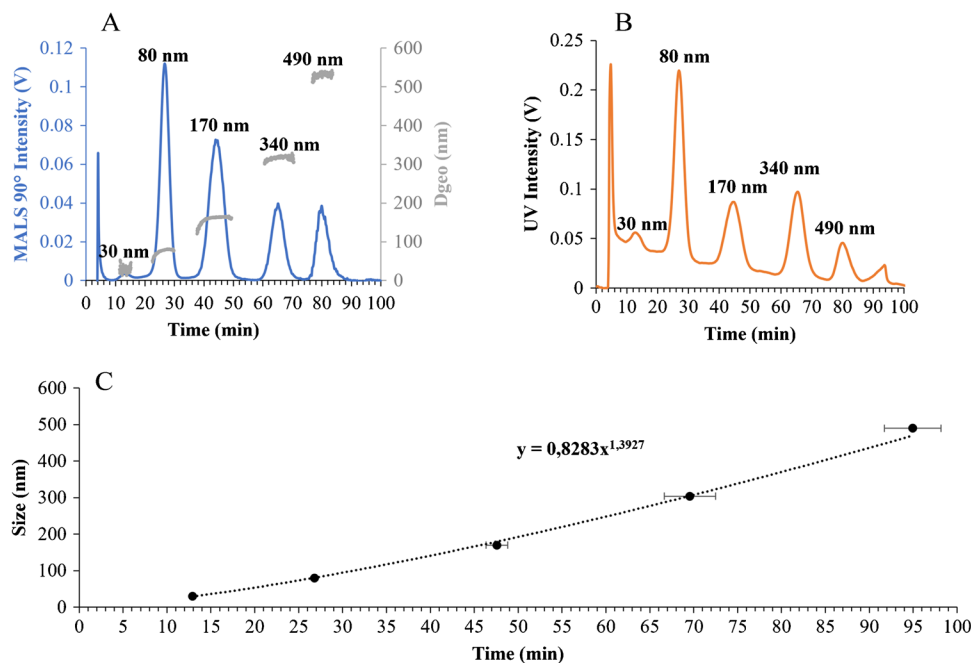 A
MALS 90° Intensity (V)
0.12
0.1
0.08
0.06
0.04
0.02
0
80 nm
170 nm
30 nm
340 nm
490 nm
600
500
400
300
200
100
0
Dgeo (nm)
0 10 20 30 40 50 60 70 80 90 100
Time (min)
B
UV Intensity (V)
0.25
0.2
0.15
0.1
0.05
0
80 nm
340 nm
170 nm
30 nm
490 nm
0 10 20 30 40 50 60 70 80 90 100
Time (min)
C
Size (nm)
600
500
400
300
200
100
0
y = 0,8283x^1,3927
0 5 10 15 20 25 30 35 40 45 50 55 60 65 70 75 80 85 90 95 100
Time (min)